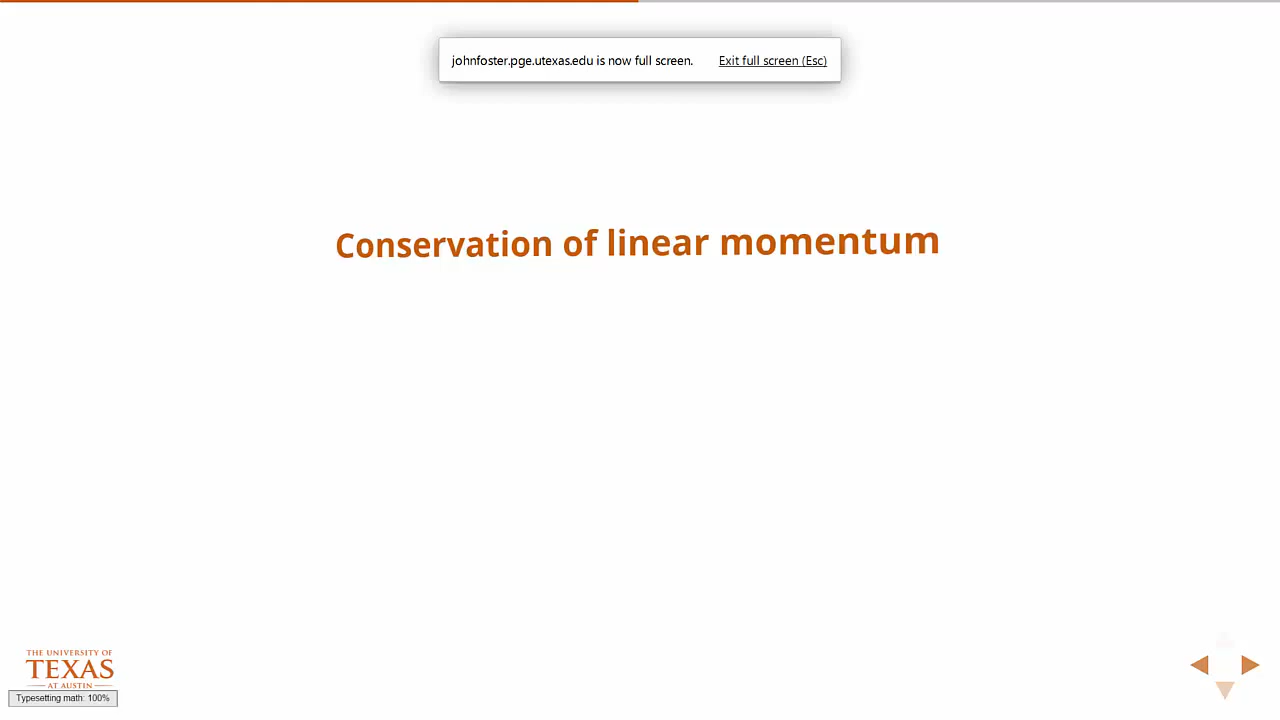 johnfoster.pge.utexas.edu is now full screen. Exit full screen (Esc)
Conservation of linear momentum
THE UNIVERSITY OF
TEXAS
AT AUSTIN
Typesetting math: 100%